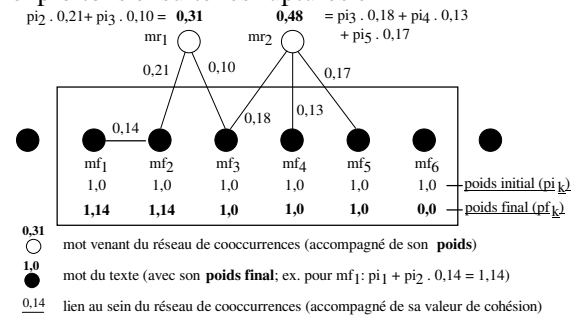 pi2 . 0,21+ pi3 . 0,10 = 0,31
0,48 = pi3 . 0,18 + pi4 . 0,13
+ pi5 . 0,17
mr1 mr2
0,21 0,10 0,17
0,14 0,18 0,13
mf1 mf2 mf3 mf4 mf5 mf6
1,0 1,0 1,0 1,0 1,0 1,0 poids initial (pi k)
1,14 1,14 1,0 1,0 1,0 0,0 poids final (pf k)
0,31
mot venant du réseau de cooccurrences (accompagné de son poids)
1,0
mot du texte (avec son poids final; ex. pour mf1: pi1 + pi2 . 0,14 = 1,14)
0,14 lien au sein du réseau de cooccurrences (accompagné de sa valeur de cohésion)